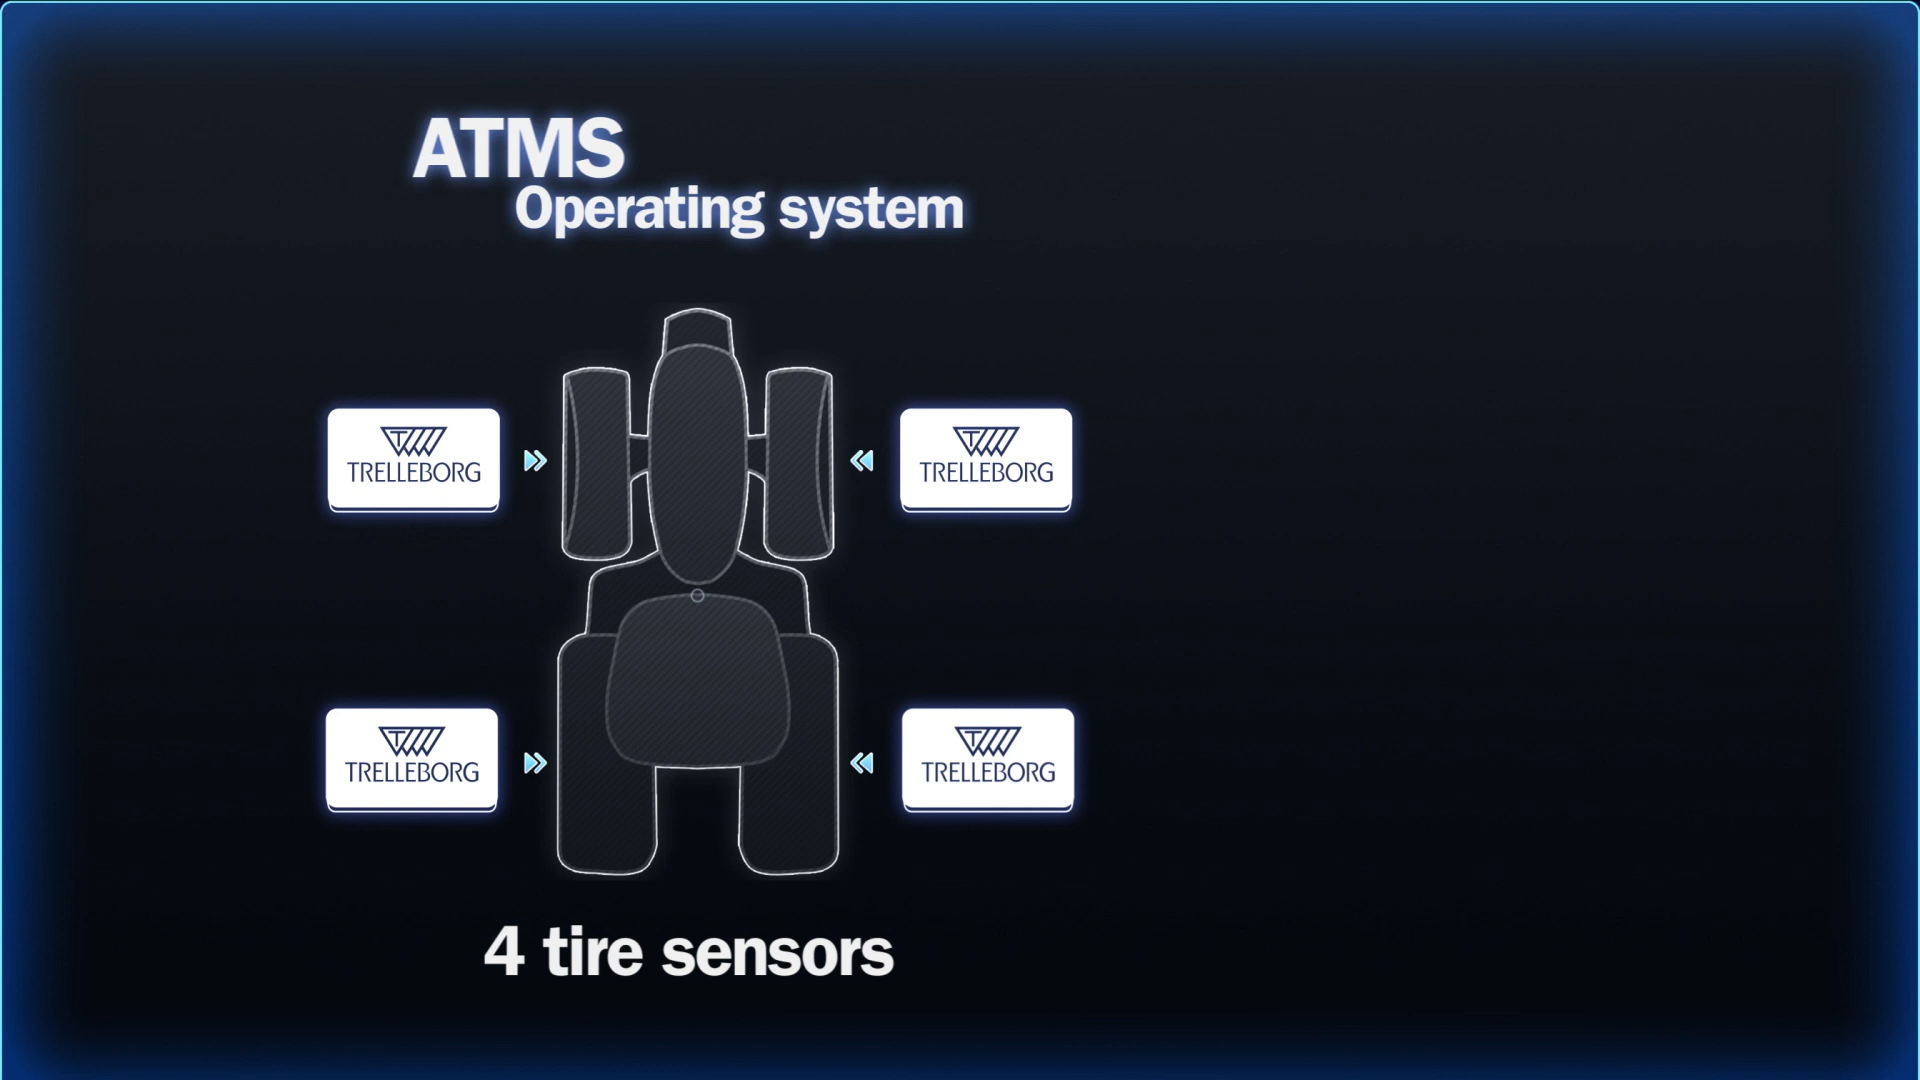 ATMS
Operating system
TRELLEBORG
TRELLEBORG
TRELLEBORG
TRELLEBORG
4 tire sensors